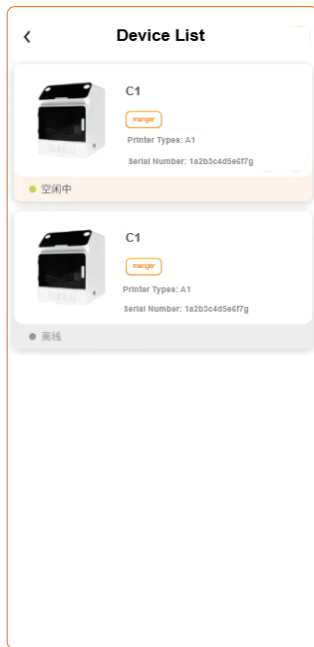 Device List
C1
manger
Printer Types: A1
Serial Number: 1a2b3c4d5e6f7g
空闲中
C1
manger
Printer Types: A1
Serial Number: 1a2b3c4d5e6f7g
离线